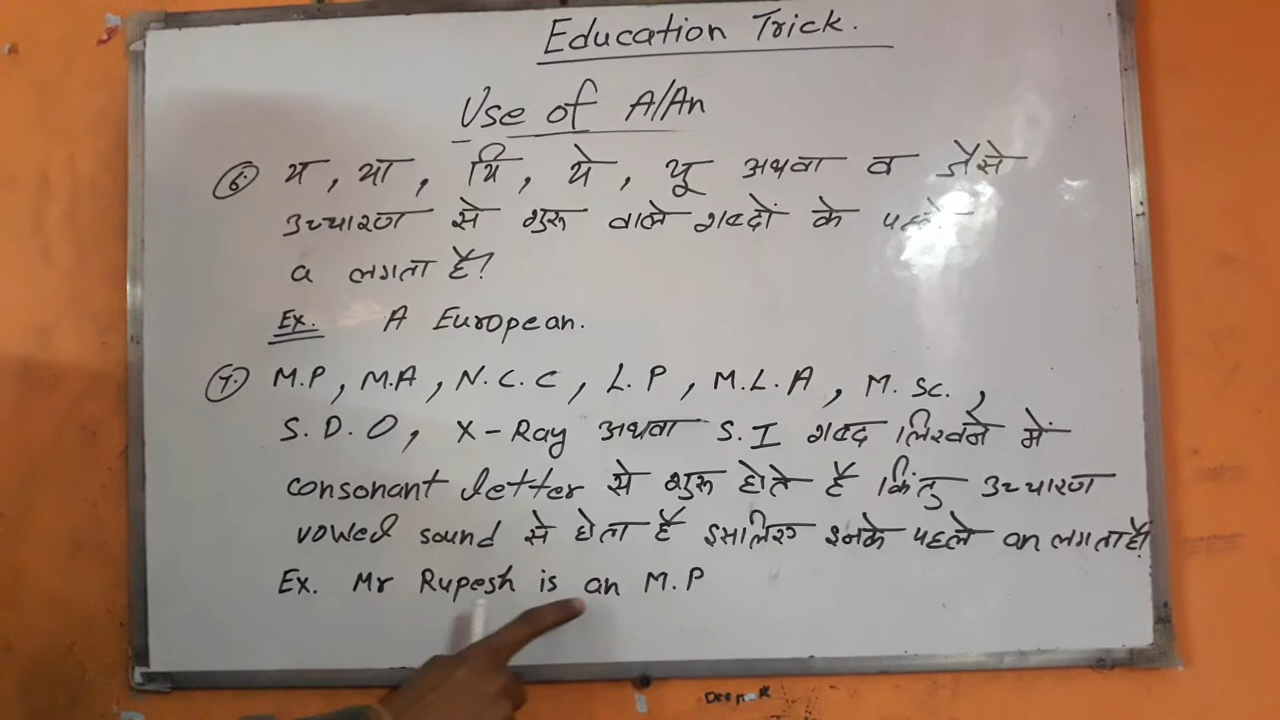 Education Trick.
Use of A/An
⑥ य, या, यि, ये, यू अथवा व जैसे
उच्चारण से शुरू वाले शब्दों के पहले
a लगता है।
Ex. A European.
⑦ M.P, M.A, N.C.C, L.P, M.L.A, M.Sc.,
S.D.O, X-Ray अथवा S.I शब्द लिखने में
consonant letter से शुरू होते है किंतु उच्चारण
vowel sound से होता है इसलिए इनके पहले an लगता है।
Ex. Mr Rupesh is an M.P
Deepak